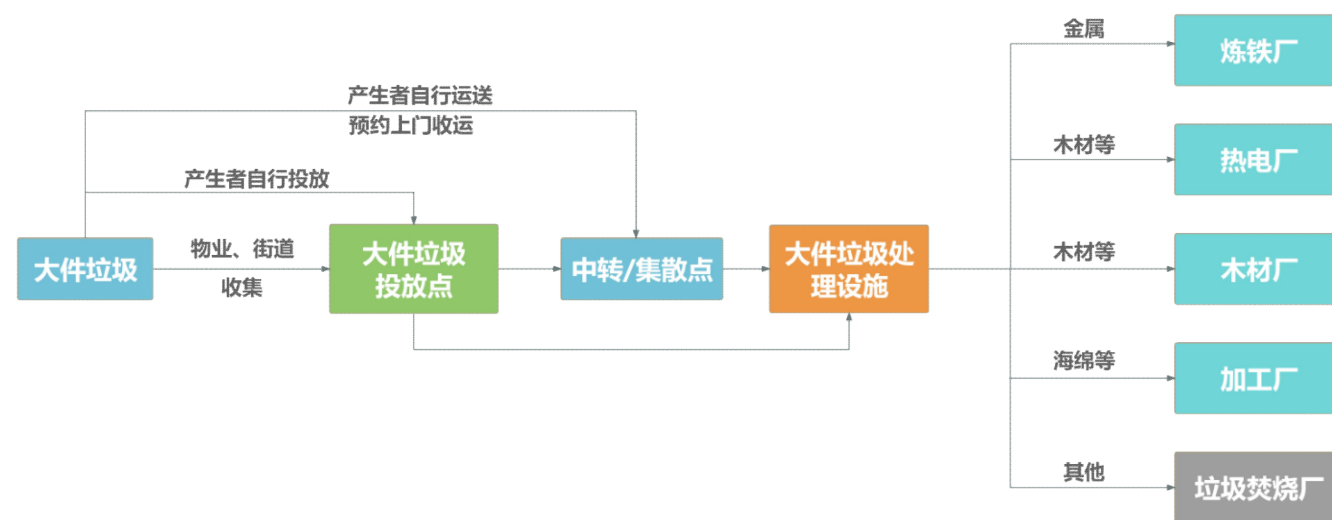 产生者自行运送
预约上门收运
产生者自行投放
大件垃圾
物业、街道
收集
大件垃圾
投放点
中转/集散点
大件垃圾处
理设施
金属
炼铁厂
木材等
热电厂
木材等
木材厂
海绵等
加工厂
其他
垃圾焚烧厂